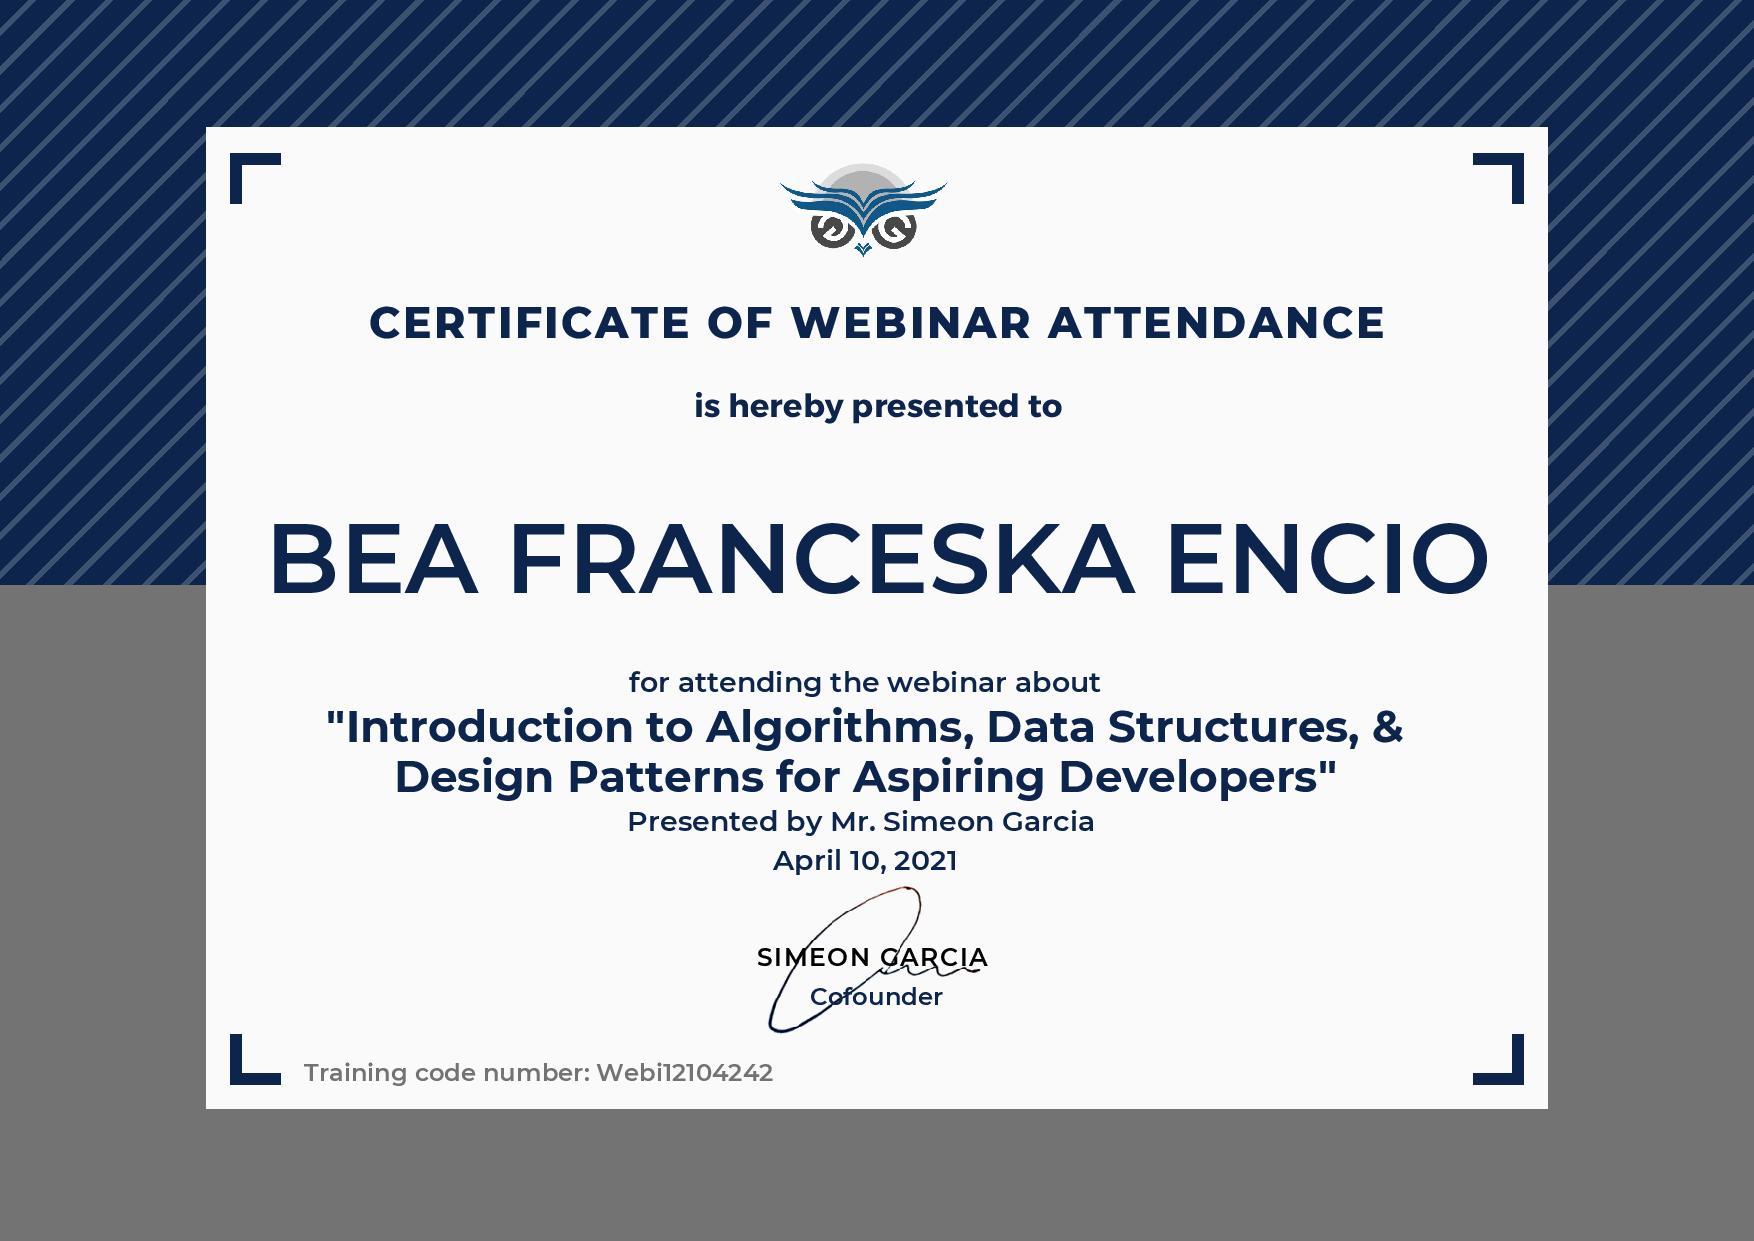 CERTIFICATE OF WEBINAR ATTENDANCE
is hereby presented to
BEA FRANCESKA ENCIO
for attending the webinar about
"Introduction to Algorithms, Data Structures, &
Design Patterns for Aspiring Developers"
Presented by Mr. Simeon Garcia
April 10, 2021
SIMEON GARCIA
Cofounder
Training code number: Webi12104242